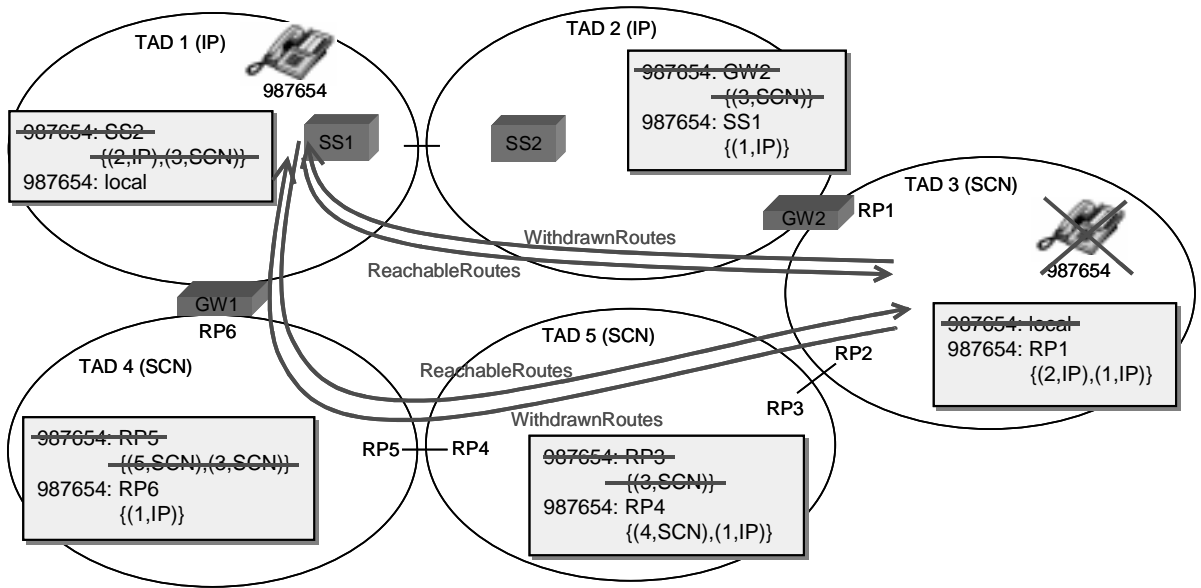 TAD 1 (IP)
987654
987654: SS2
{(2,IP),(3,SCN)}
987654: local
SS1
TAD 2 (IP)
SS2
987654: GW2
{(3,SCN)}
987654: SS1
{(1,IP)}
GW2
RP1
TAD 3 (SCN)
987654
987654: local
987654: RP1
{(2,IP),(1,IP)}
WithdrawnRoutes
ReachableRoutes
GW1
RP6
TAD 4 (SCN)
987654: RP5
{(5,SCN),(3,SCN)}
987654: RP6
{(1,IP)}
RP5
RP4
TAD 5 (SCN)
ReachableRoutes
WithdrawnRoutes
RP2
RP3
987654: RP3
{(3,SCN)}
987654: RP4
{(4,SCN),(1,IP)}